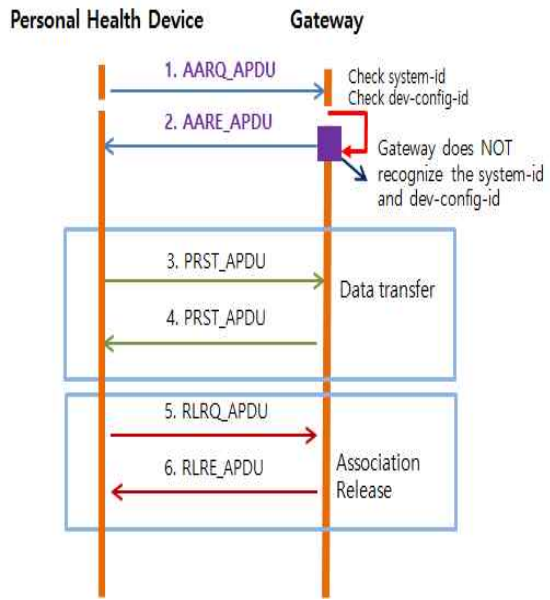 Personal Health Device Gateway
1. AARQ_APDU
Check system-id
Check dev-config-id
2. AARE_APDU
Gateway does NOT
recognize the system-id
and dev-config-id
3. PRST_APDU
Data transfer
4. PRST_APDU
5. RLRQ_APDU
6. RLRE_APDU
Association
Release